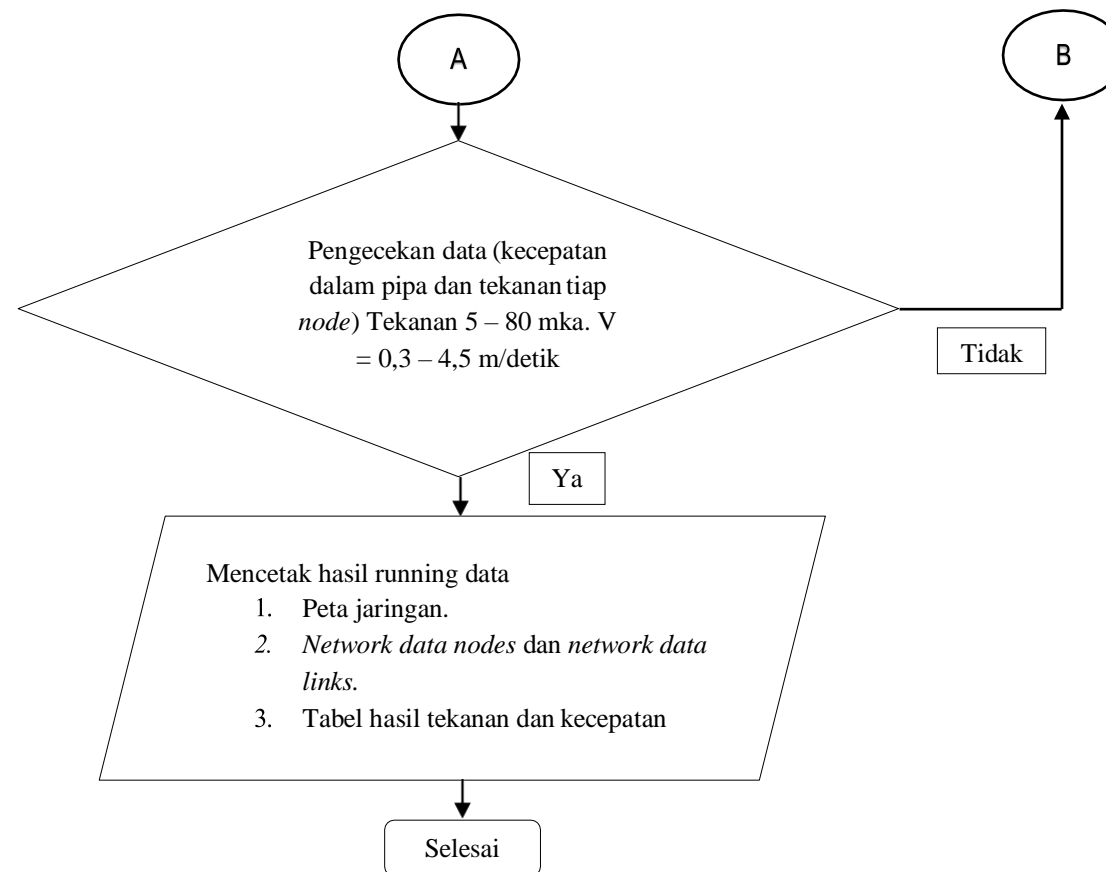 A
B
Pengecekan data (kecepatan
dalam pipa dan tekanan tiap
node) Tekanan 5 – 80 mka. V
= 0,3 – 4,5 m/detik
Tidak
Ya
Mencetak hasil running data
1. Peta jaringan.
2. Network data nodes dan network data
links.
3. Tabel hasil tekanan dan kecepatan
Selesai